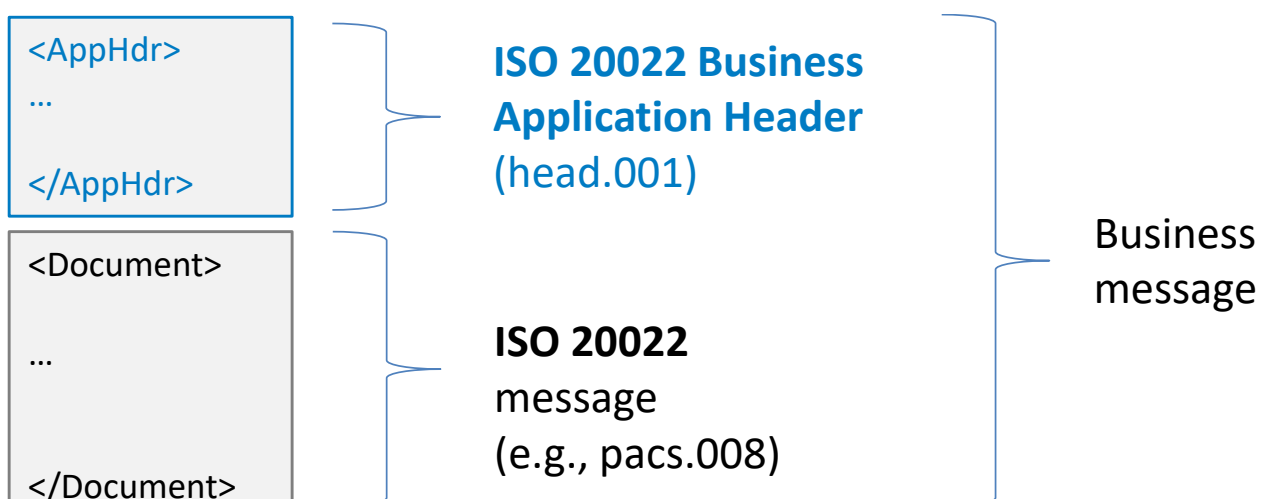 <AppHdr>
…
</AppHdr>
ISO 20022 Business
Application Header
(head.001)
<Document>
…
</Document>
ISO 20022
message
(e.g., pacs.008)
Business
message